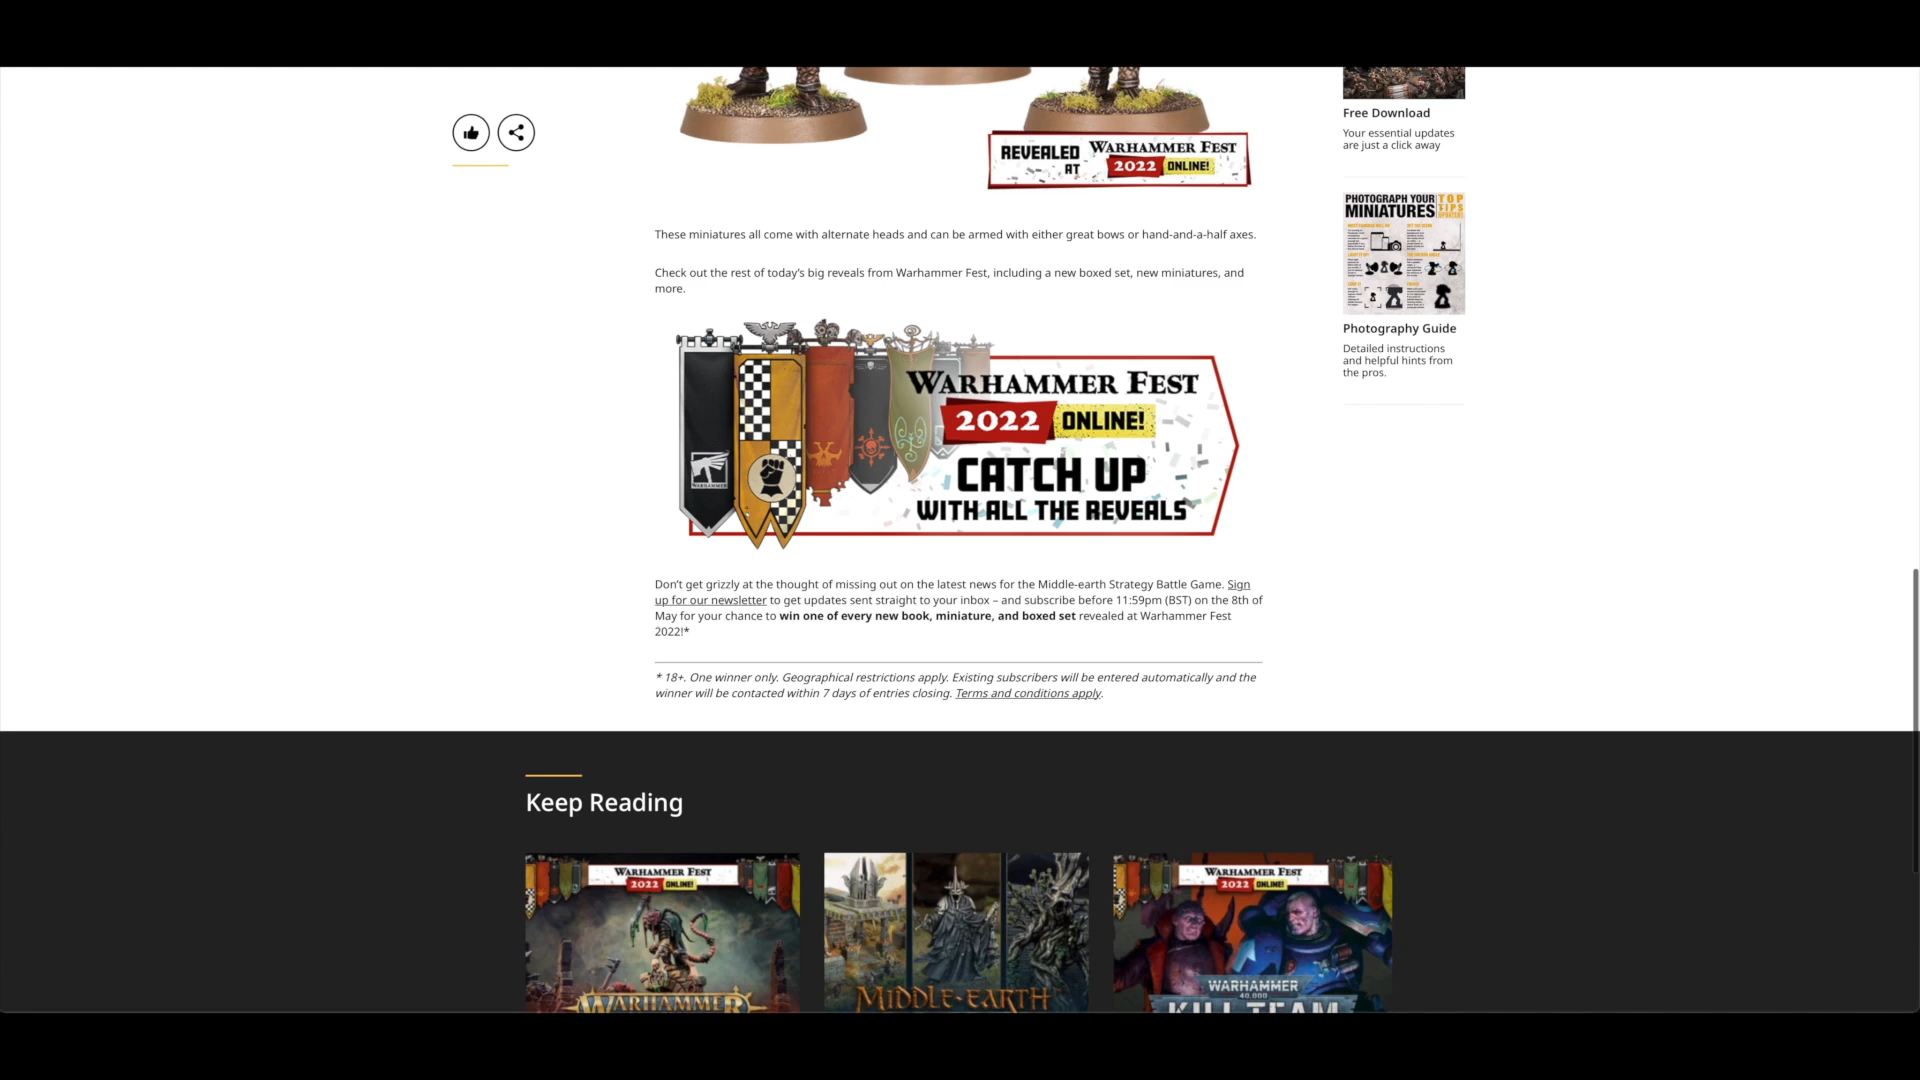 REVEALED
AT
WARHAMMER FEST
2022 ONLINE!
Free Download
Your essential updates
are just a click away
PHOTOGRAPH YOUR
MINIATURES
TOP
TIPS
These miniatures all come with alternate heads and can be armed with either great bows or hand-and-a-half axes.
Check out the rest of today’s big reveals from Warhammer Fest, including a new boxed set, new miniatures, and
more.
Photography Guide
Detailed instructions
and helpful hints from
the pros.
WARHAMMER
WARHAMMER FEST
2022 ONLINE!
CATCH UP
WITH ALL THE REVEALS
Don’t get grizzly at the thought of missing out on the latest news for the Middle-earth Strategy Battle Game. Sign
up for our newsletter to get updates sent straight to your inbox – and subscribe before 11:59pm (BST) on the 8th of
May for your chance to win one of every new book, miniature, and boxed set revealed at Warhammer Fest
2022!*
* 18+. One winner only. Geographical restrictions apply. Existing subscribers will be entered automatically and the
winner will be contacted within 7 days of entries closing. Terms and conditions apply.
Keep Reading
WARHAMMER FEST
2022 ONLINE!
WARHAMMER
MIDDLE-EARTH
WARHAMMER FEST
2022 ONLINE!
WARHAMMER
40,000
KILL TEAM